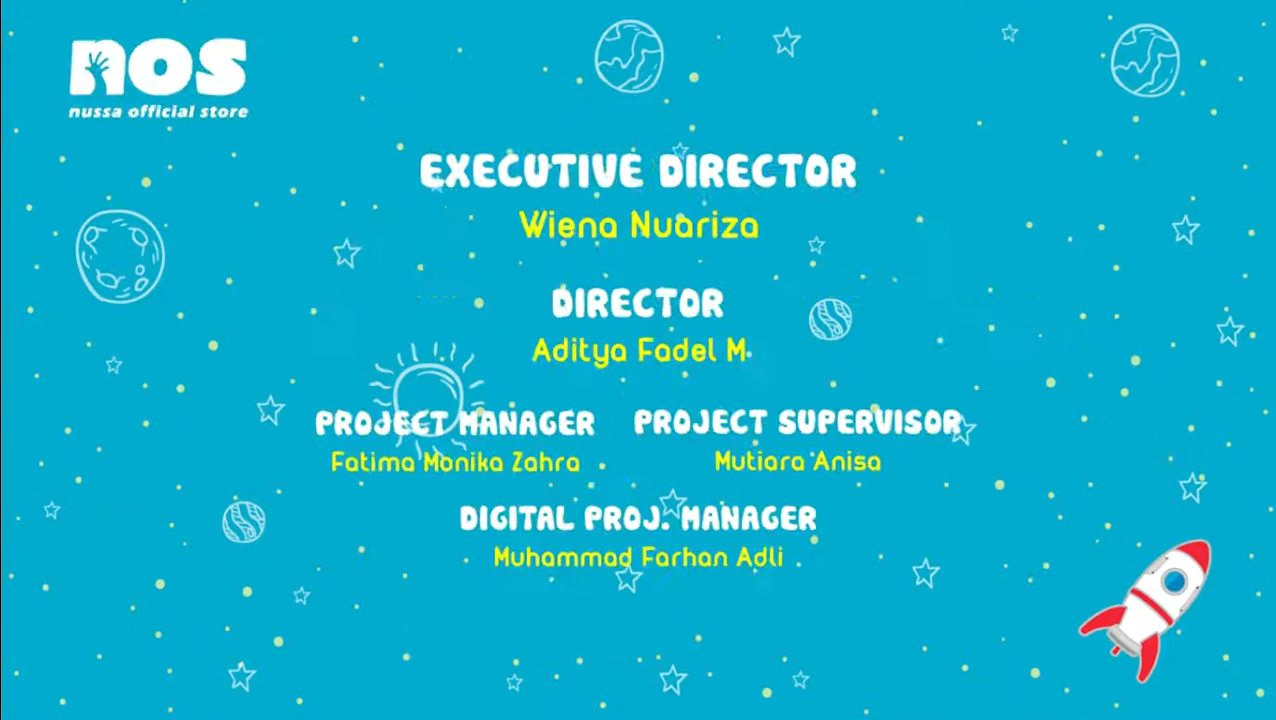 nos
nussa official store
EXECUTIVE DIRECTOR
Wiena Nuariza
DIRECTOR
Aditya Fadel M.
PROJECT MANAGER PROJECT SUPERVISOR
Fatima Monika Zahra Mutiara Anisa
DIGITAL PROJ. MANAGER
Muhammad Farhan Adli